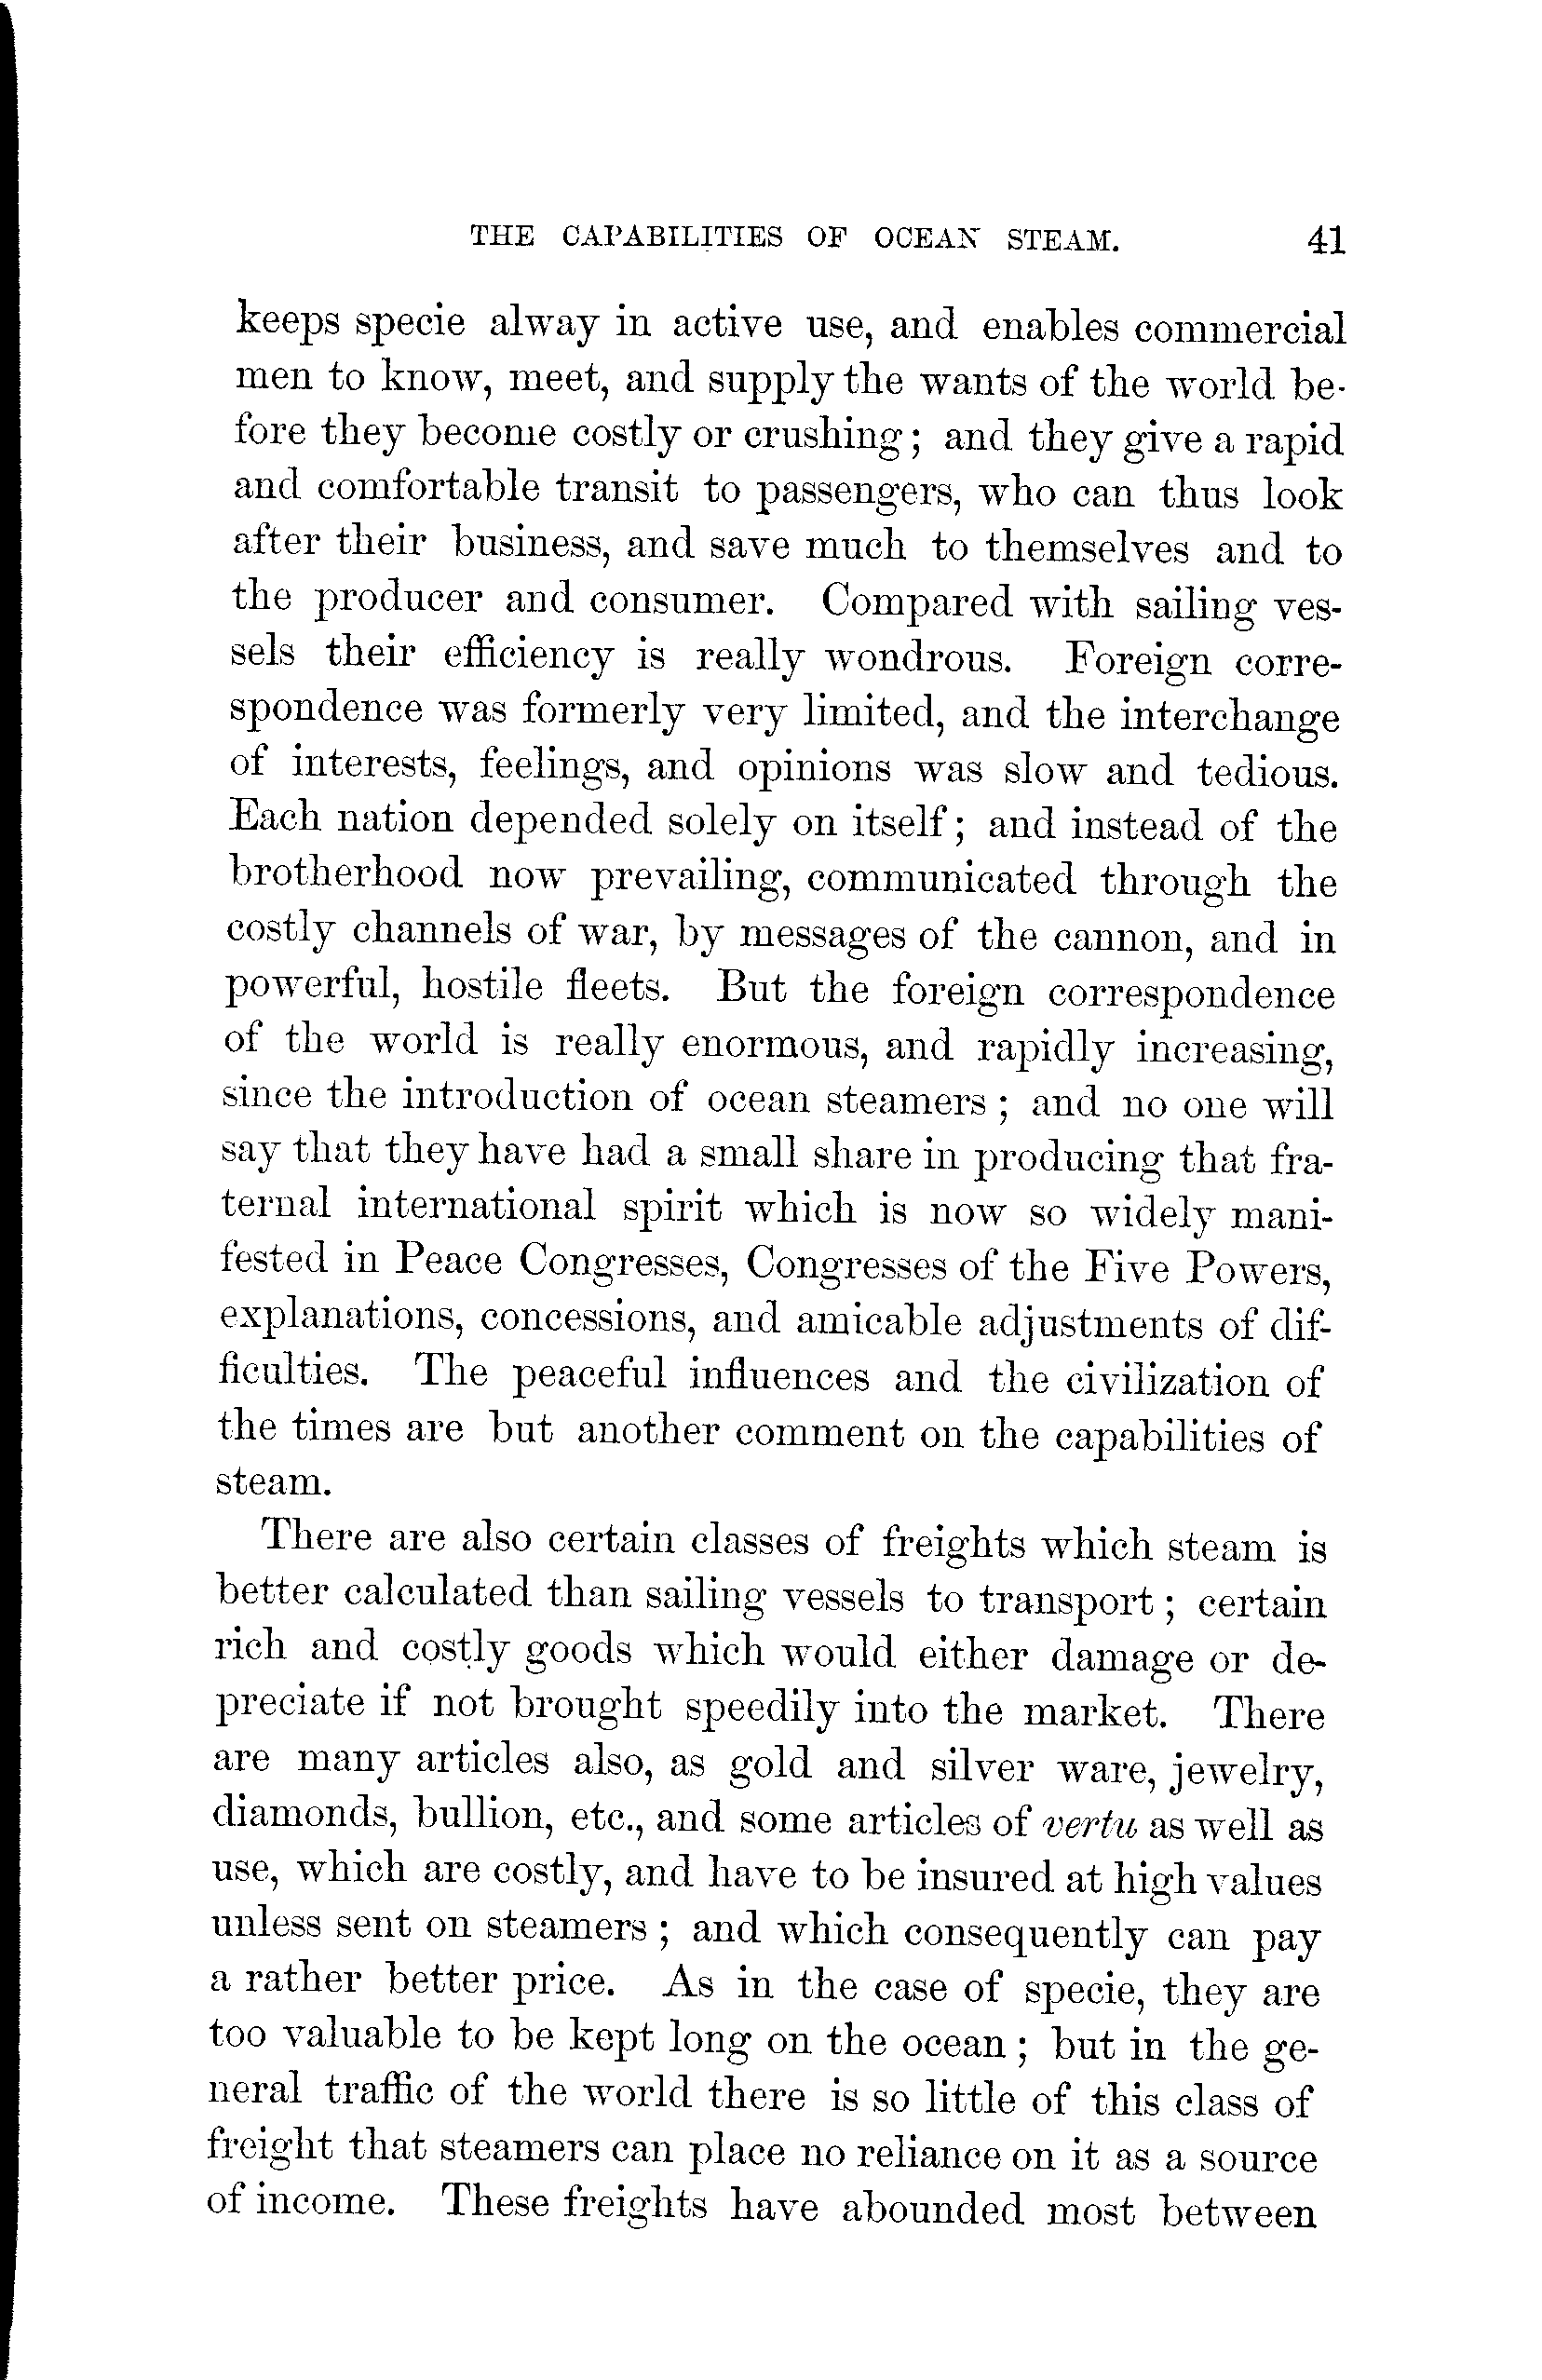 THE CAPABILITIES OF OCEAN STEAM. 41
keeps specie alway in active use, and enables commercial
men to know, meet, and supply the wants of the world be-
fore they become costly or crushing; and they give a rapid
and comfortable transit to passengers, who can thus look
after their business, and save much to themselves and to
the producer and consumer. Compared with sailing ves-
sels their efficiency is really wondrous. Foreign corre-
spondence was formerly very limited, and the interchange
of interests, feelings, and opinions was slow and tedious.
Each nation depended solely on itself; and instead of the
brotherhood now prevailing, communicated through the
costly channels of war, by messages of the cannon, and in
powerful, hostile fleets. But the foreign correspondence
of the world is really enormous, and rapidly increasing,
since the introduction of ocean steamers; and no one will
say that they have had a small share in producing that fra-
ternal international spirit which is now so widely mani-
fested in Peace Congresses, Congresses of the Five Powers,
explanations, concessions, and amicable adjustments of dif-
ficulties. The peaceful influences and the civilization of
the times are but another comment on the capabilities of
steam.
There are also certain classes of freights which steam is
better calculated than sailing vessels to transport; certain
rich and costly goods which would either damage or de-
preciate if not brought speedily into the market. There
are many articles also, as gold and silver ware, jewelry,
diamonds, bullion, etc., and some articles of vertu as well as
use, which are costly, and have to be insured at high values
unless sent on steamers; and which consequently can pay
a rather better price. As in the case of specie, they are
too valuable to be kept long on the ocean; but in the ge-
neral traffic of the world there is so little of this class of
freight that steamers can place no reliance on it as a source
of income. These freights have abounded most between